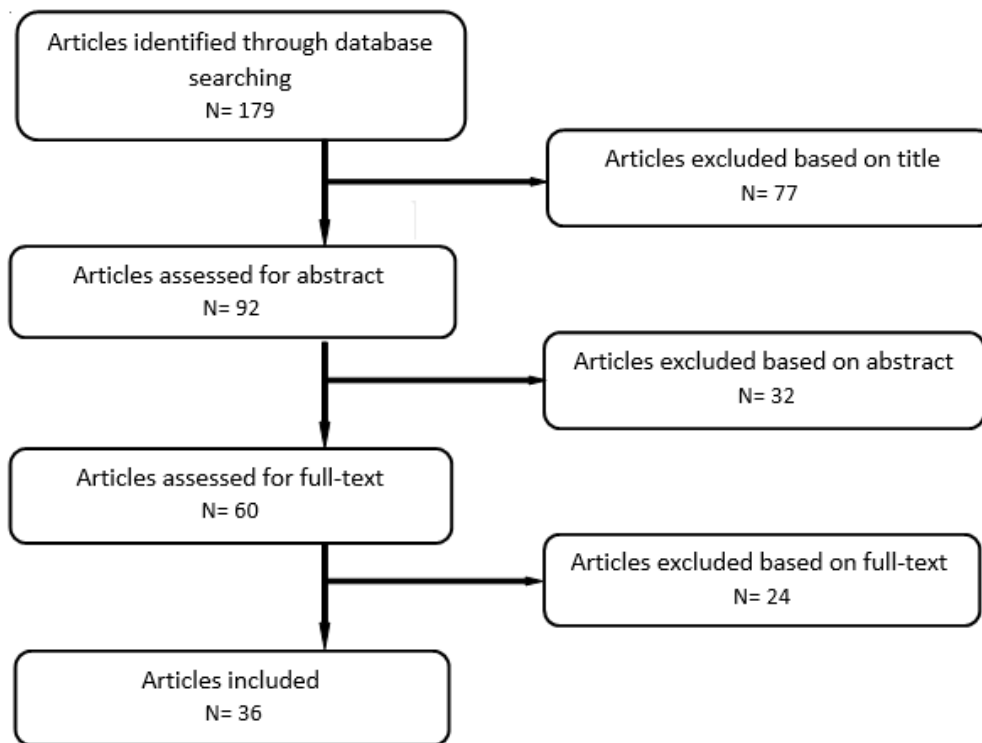 Articles identified through database
searching
N= 179
Articles excluded based on title
N= 77
Articles assessed for abstract
N= 92
Articles excluded based on abstract
N= 32
Articles assessed for full-text
N= 60
Articles excluded based on full-text
N= 24
Articles included
N= 36